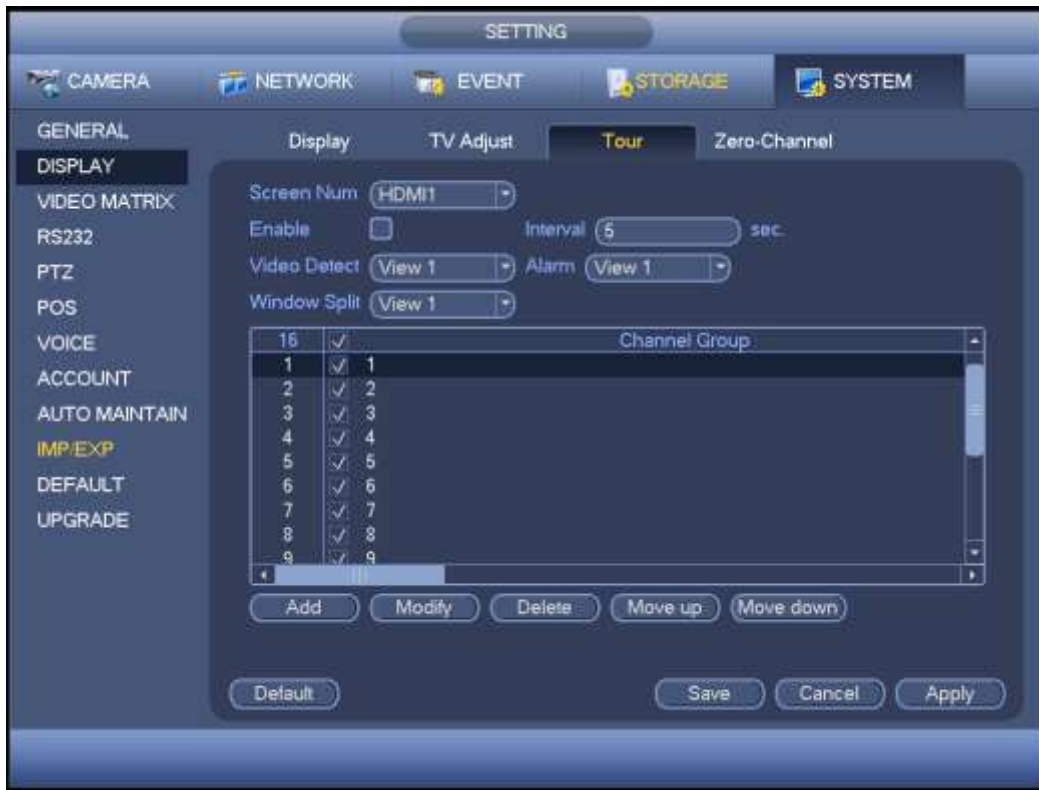 SETTING
CAMERA NETWORK EVENT STORAGE SYSTEM
GENERAL
DISPLAY
VIDEO MATRIX
RS232
PTZ
POS
VOICE
ACCOUNT
AUTO MAINTAIN
IMP/EXP
DEFAULT
UPGRADE
Display TV Adjust Tour Zero-Channel
Screen Num HDMI1
Enable Interval 5 sec.
Video Detect View 1 Alarm View 1
Window Split View 1
16 Channel Group
1 1
2 2
3 3
4 4
5 5
6 6
7 7
8 8
9 9
Add Modify Delete Move up Move down
Default Save Cancel Apply